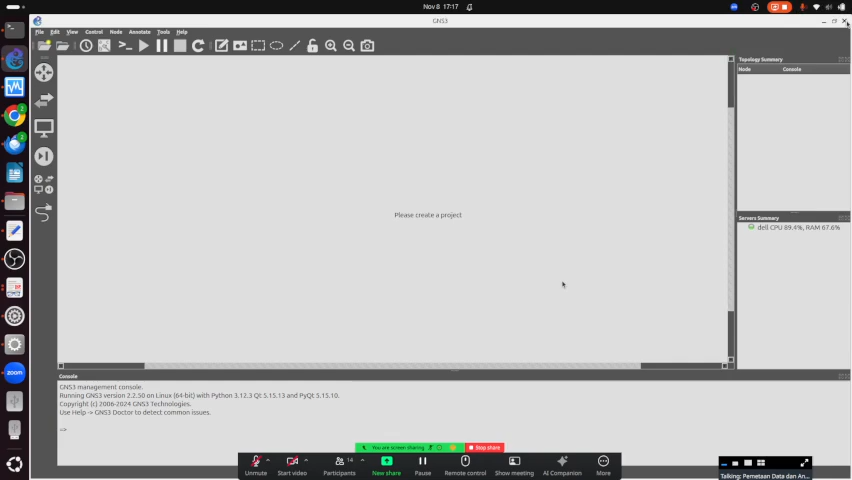 Nov 8 17:17
GNS3
File Edit View Control Node Annotate Tools Help
Topology Summary
Node Console
Please create a project
Servers Summary
dell CPU 89.4%, RAM 67.6%
Console
GNS3 management console.
Running GNS3 version 2.2.50 on Linux (64-bit) with Python 3.12.3 Qt 5.15.13 and PyQt 5.15.10.
Copyright (c) 2006-2024 GNS3 Technologies.
Use Help -> GNS3 Doctor to detect common issues.
=>
You are screen sharing
Stop share
14
Unmute Start video Participants New share Pause Remote control Show meeting AI Companion More
Talking: Pemetaan Data dan An...
zoom
2
2